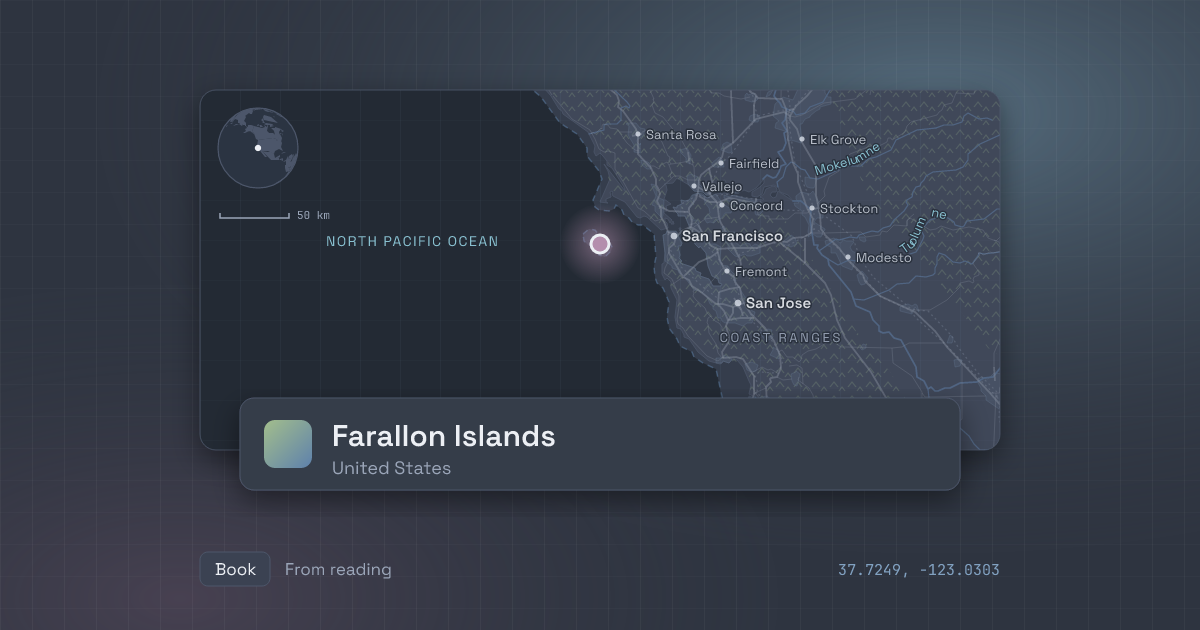 Santa Rosa
Elk Grove
Mokelumne
Fairfield
Vallejo
Concord
Stockton
50 km
NORTH PACIFIC OCEAN
San Francisco
Tuolumne
Modesto
Fremont
San Jose
COAST RANGES
Farallon Islands
United States
Book
From reading
37.7249, -123.0303